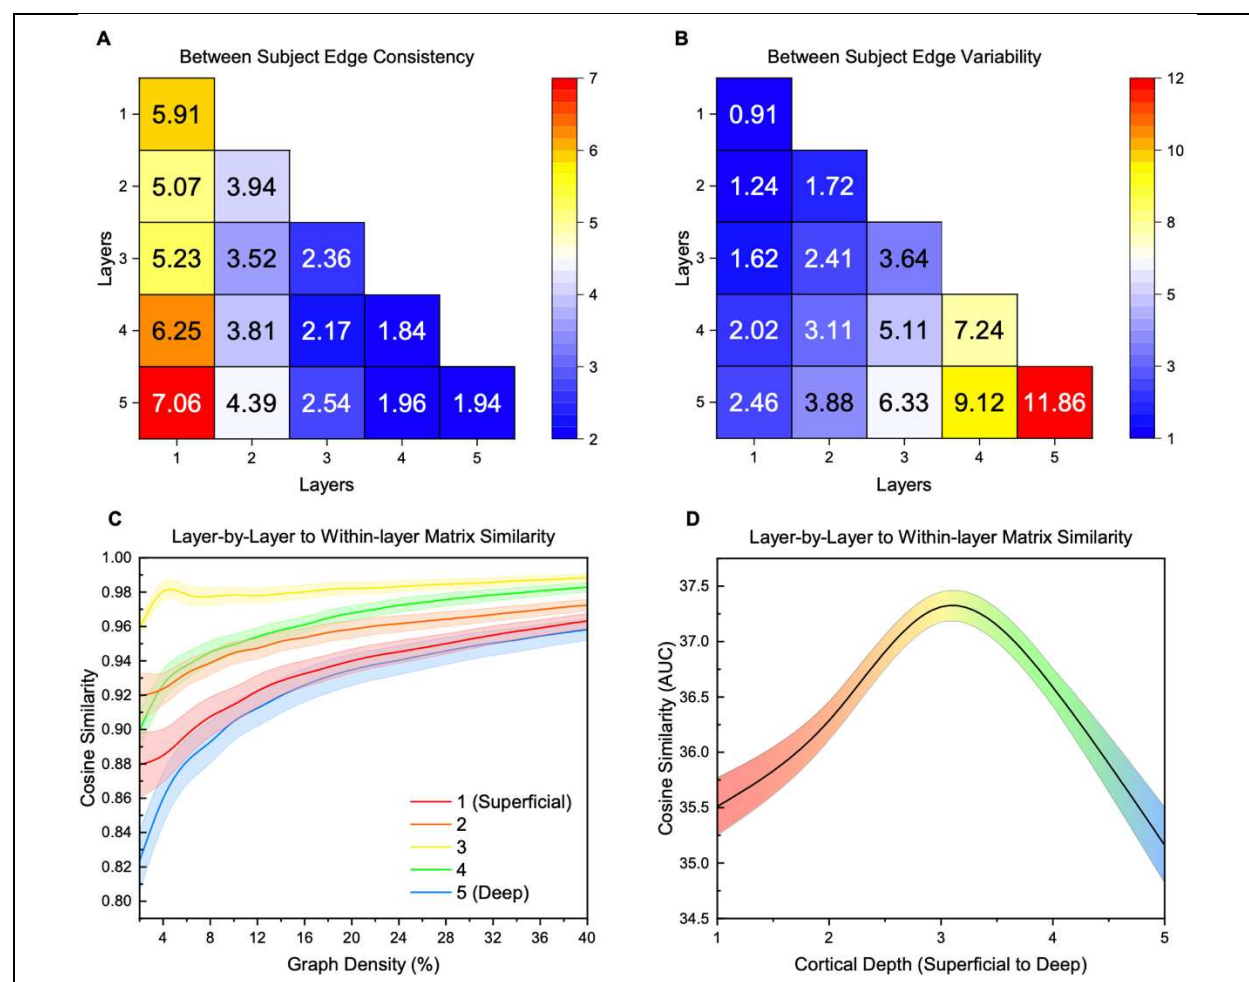 A
Between Subject Edge Consistency
1
5.91
2
5.07 3.94
3
5.23 3.52 2.36
4
6.25 3.81 2.17 1.84
5
7.06 4.39 2.54 1.96 1.94
1 2 3 4 5
Layers
Layers
7
6
5
4
3
2
B
Between Subject Edge Variability
1
0.91
2
1.24 1.72
3
1.62 2.41 3.64
4
2.02 3.11 5.11 7.24
5
2.46 3.88 6.33 9.12 11.86
1 2 3 4 5
Layers
Layers
12
10
8
5
3
1
C
Layer-by-Layer to Within-layer Matrix Similarity
1.00
0.98
0.96
0.94
0.92
0.90
0.88
0.86
0.84
0.82
0.80
Cosine Similarity
1 (Superficial)
2
3
4
5 (Deep)
4 8 12 16 20 24 28 32 36 40
Graph Density (%)
D
Layer-by-Layer to Within-layer Matrix Similarity
37.5
37.0
36.5
36.0
35.5
35.0
34.5
Cosine Similarity (AUC)
1 2 3 4 5
Cortical Depth (Superficial to Deep)